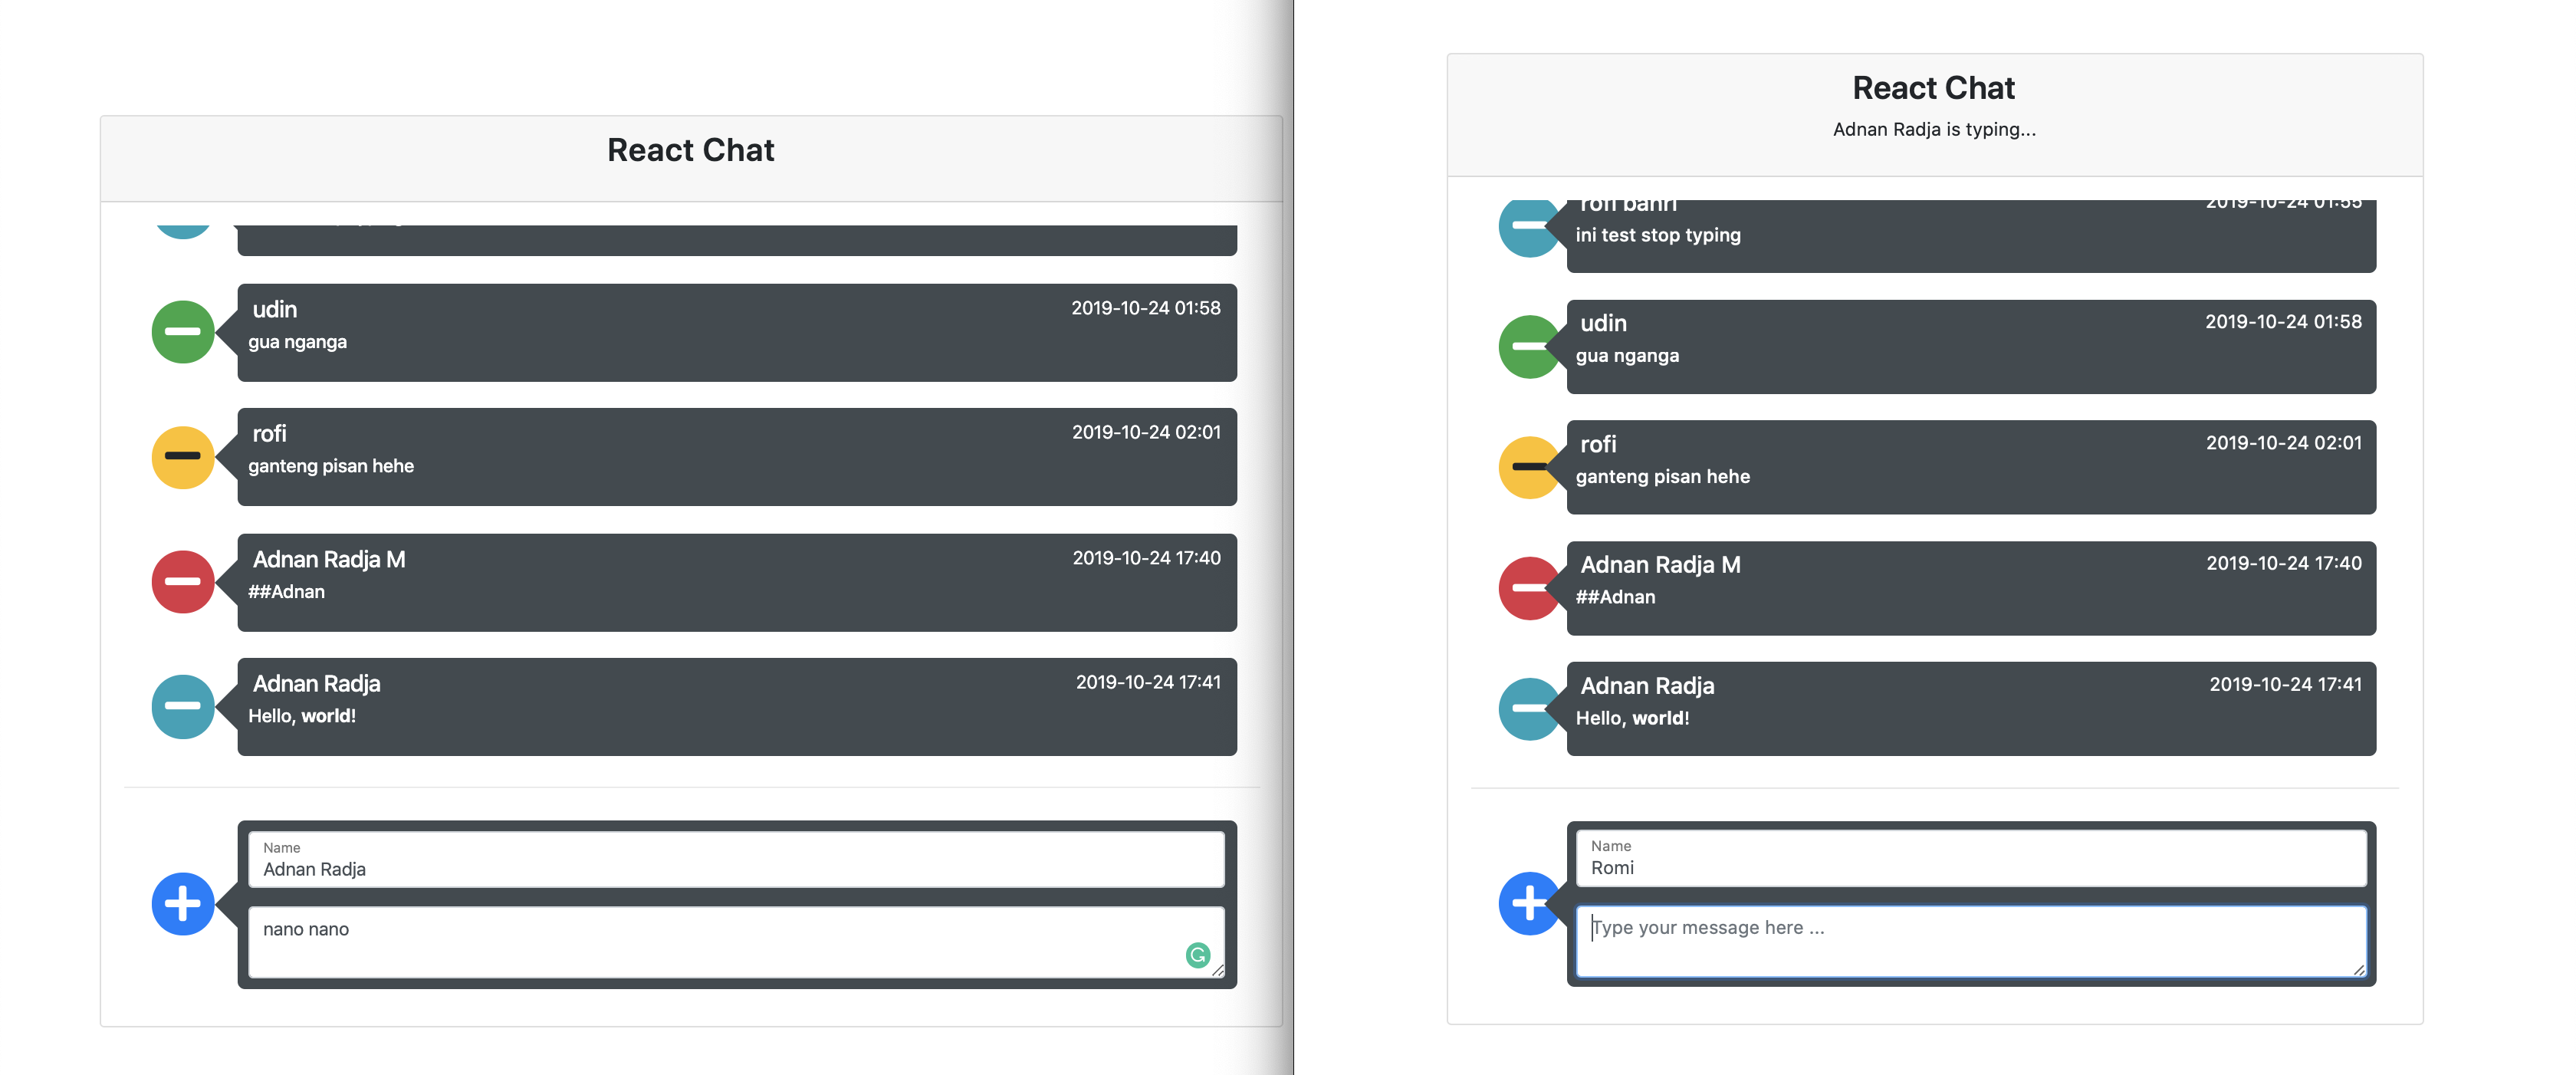 React Chat
udin 2019-10-24 01:58
gua nganga
rofi 2019-10-24 02:01
ganteng pisan hehe
Adnan Radja M 2019-10-24 17:40
##Adnan
Adnan Radja 2019-10-24 17:41
Hello, world!
Name
Adnan Radja
nano nano
React Chat
Adnan Radja is typing...
rofi bahri 2019-10-24 01:55
ini test stop typing
udin 2019-10-24 01:58
gua nganga
rofi 2019-10-24 02:01
ganteng pisan hehe
Adnan Radja M 2019-10-24 17:40
##Adnan
Adnan Radja 2019-10-24 17:41
Hello, world!
Name
Romi
Type your message here ...